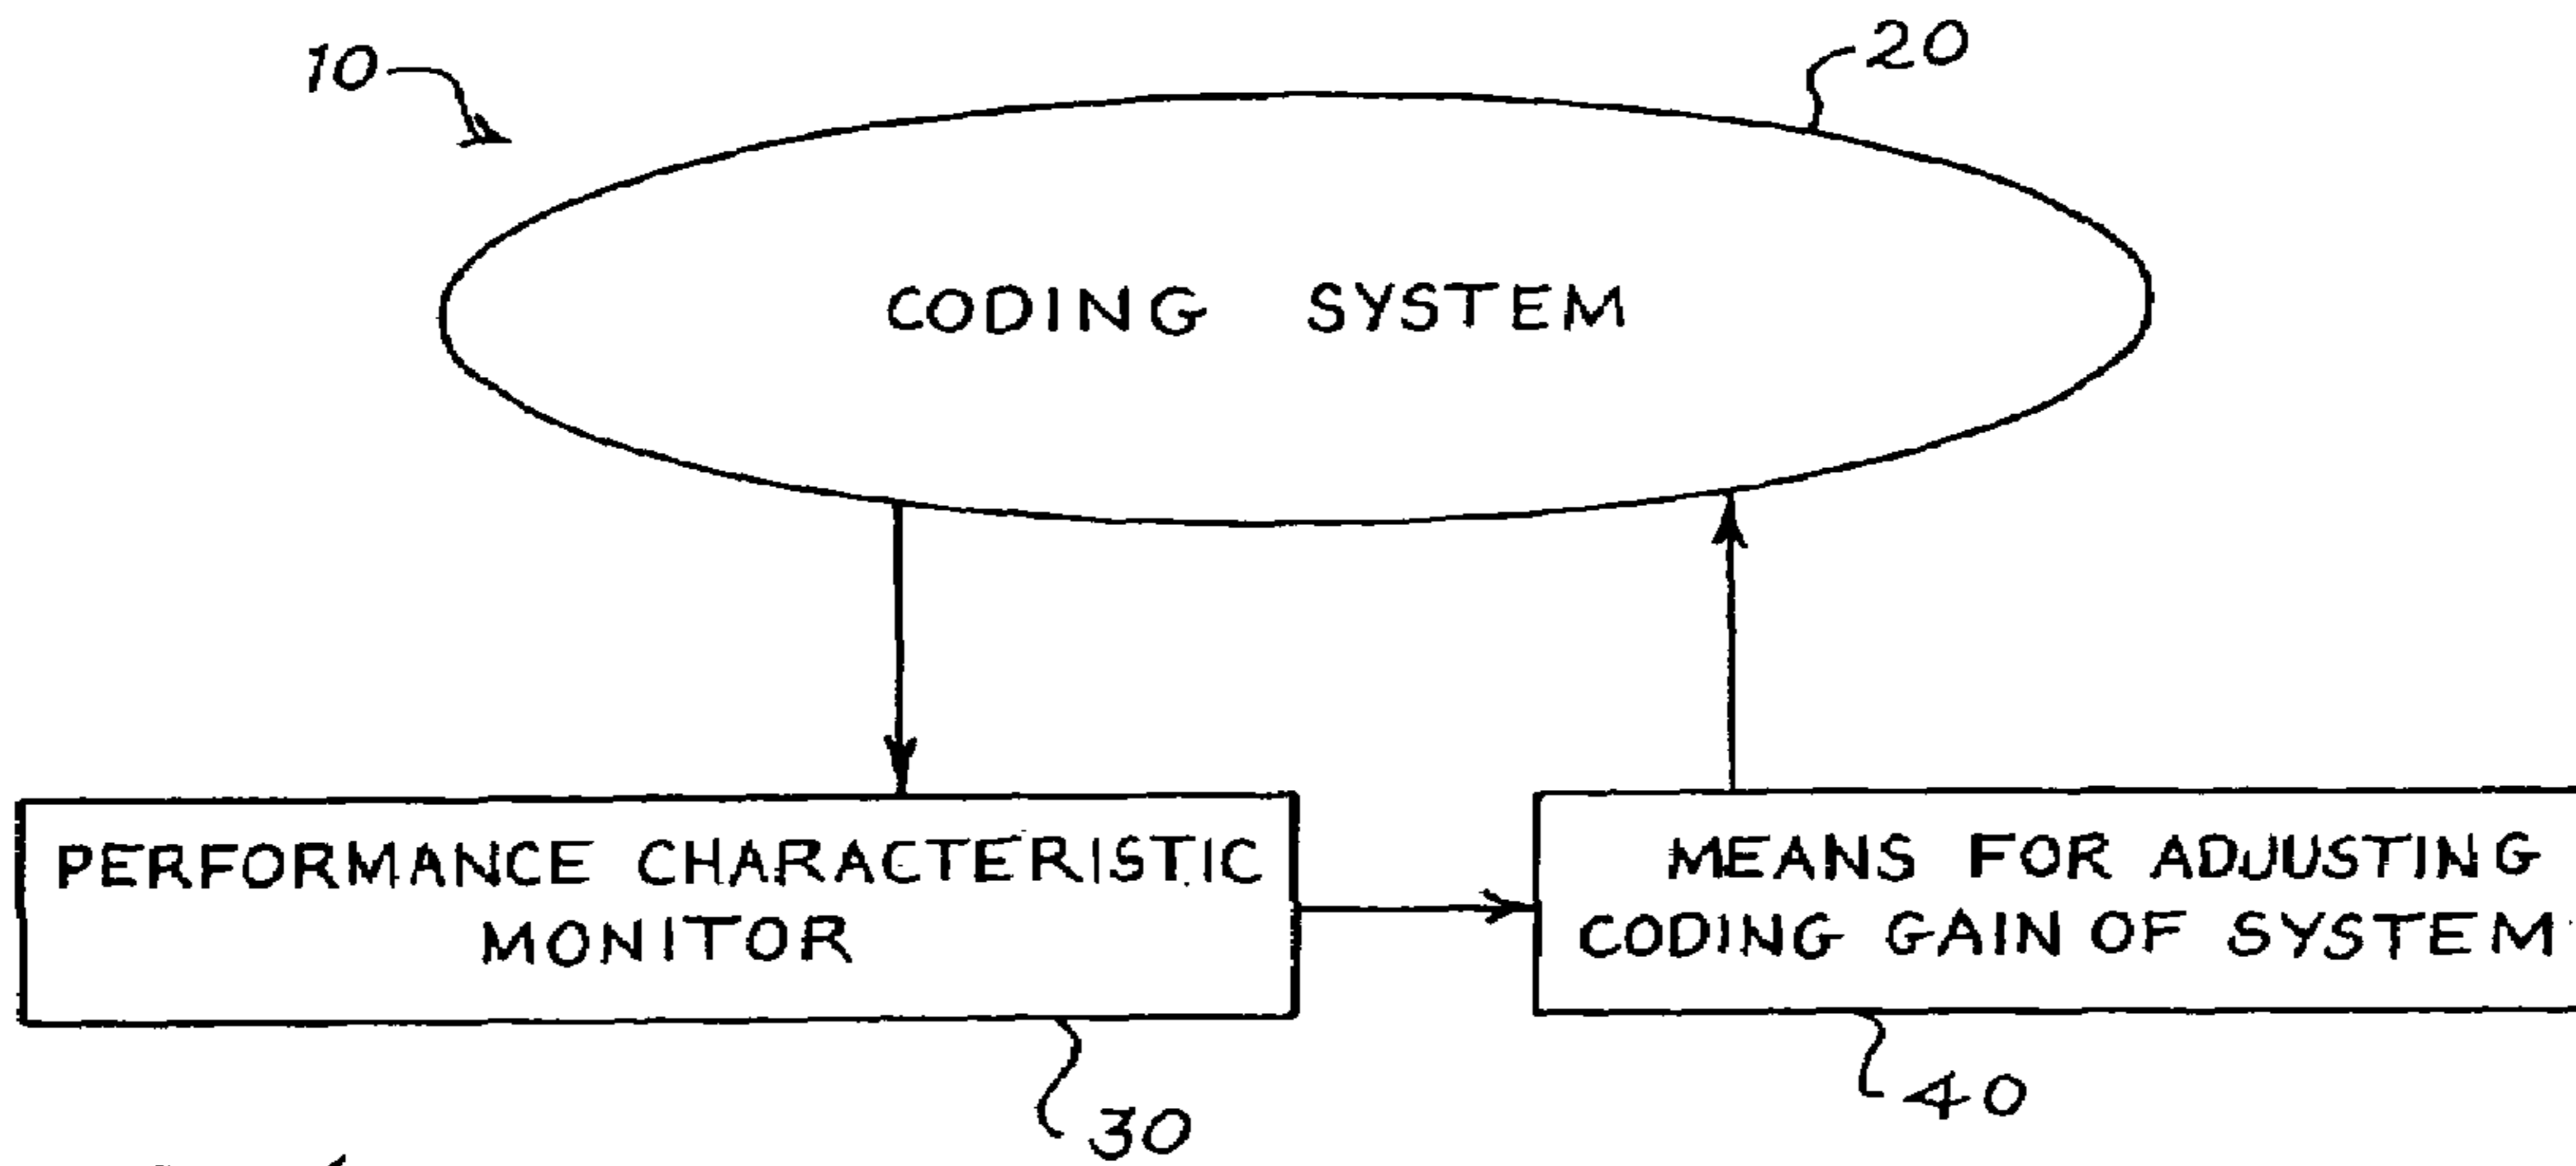 10
20
CODING SYSTEM
PERFORMANCE CHARACTERISTIC
MONITOR
MEANS FOR ADJUSTING
CODING GAIN OF SYSTEM
30
40